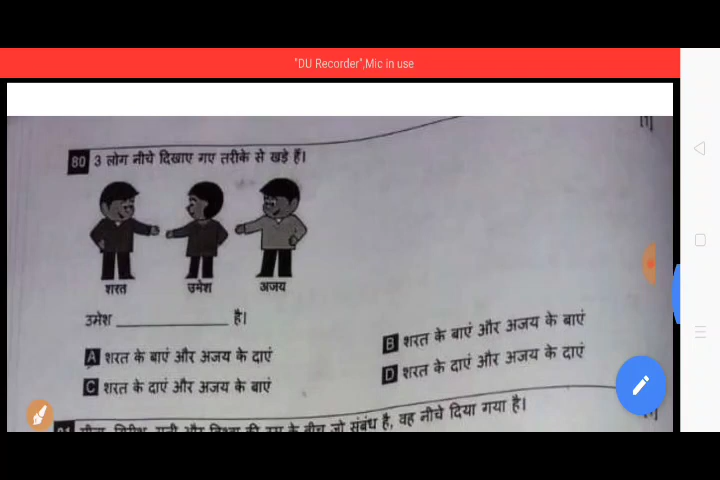 "DU Recorder",Mic in use
80 3 लोग नीचे दिखाए गए तरीके से खड़े हैं।
शरत उमेश अजय
उमेश ____________ है।
A शरत के बाएं और अजय के दाएं
B शरत के बाएं और अजय के बाएं
C शरत के दाएं और अजय के बाएं
D शरत के दाएं और अजय के दाएं
के बीच जो संबंध है, वह नीचे दिया गया है।